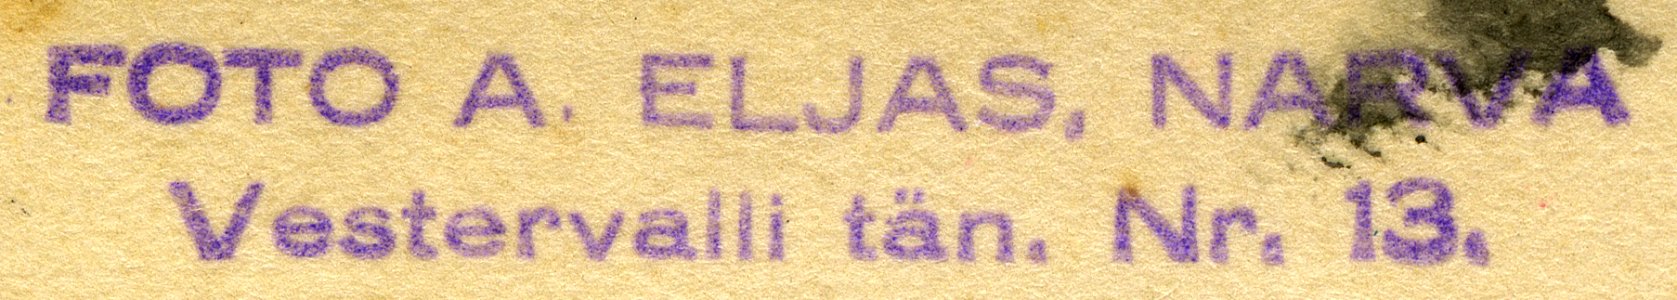 FOTO A. ELJAS, NARVA
Vestervalli tän. Nr. 13.